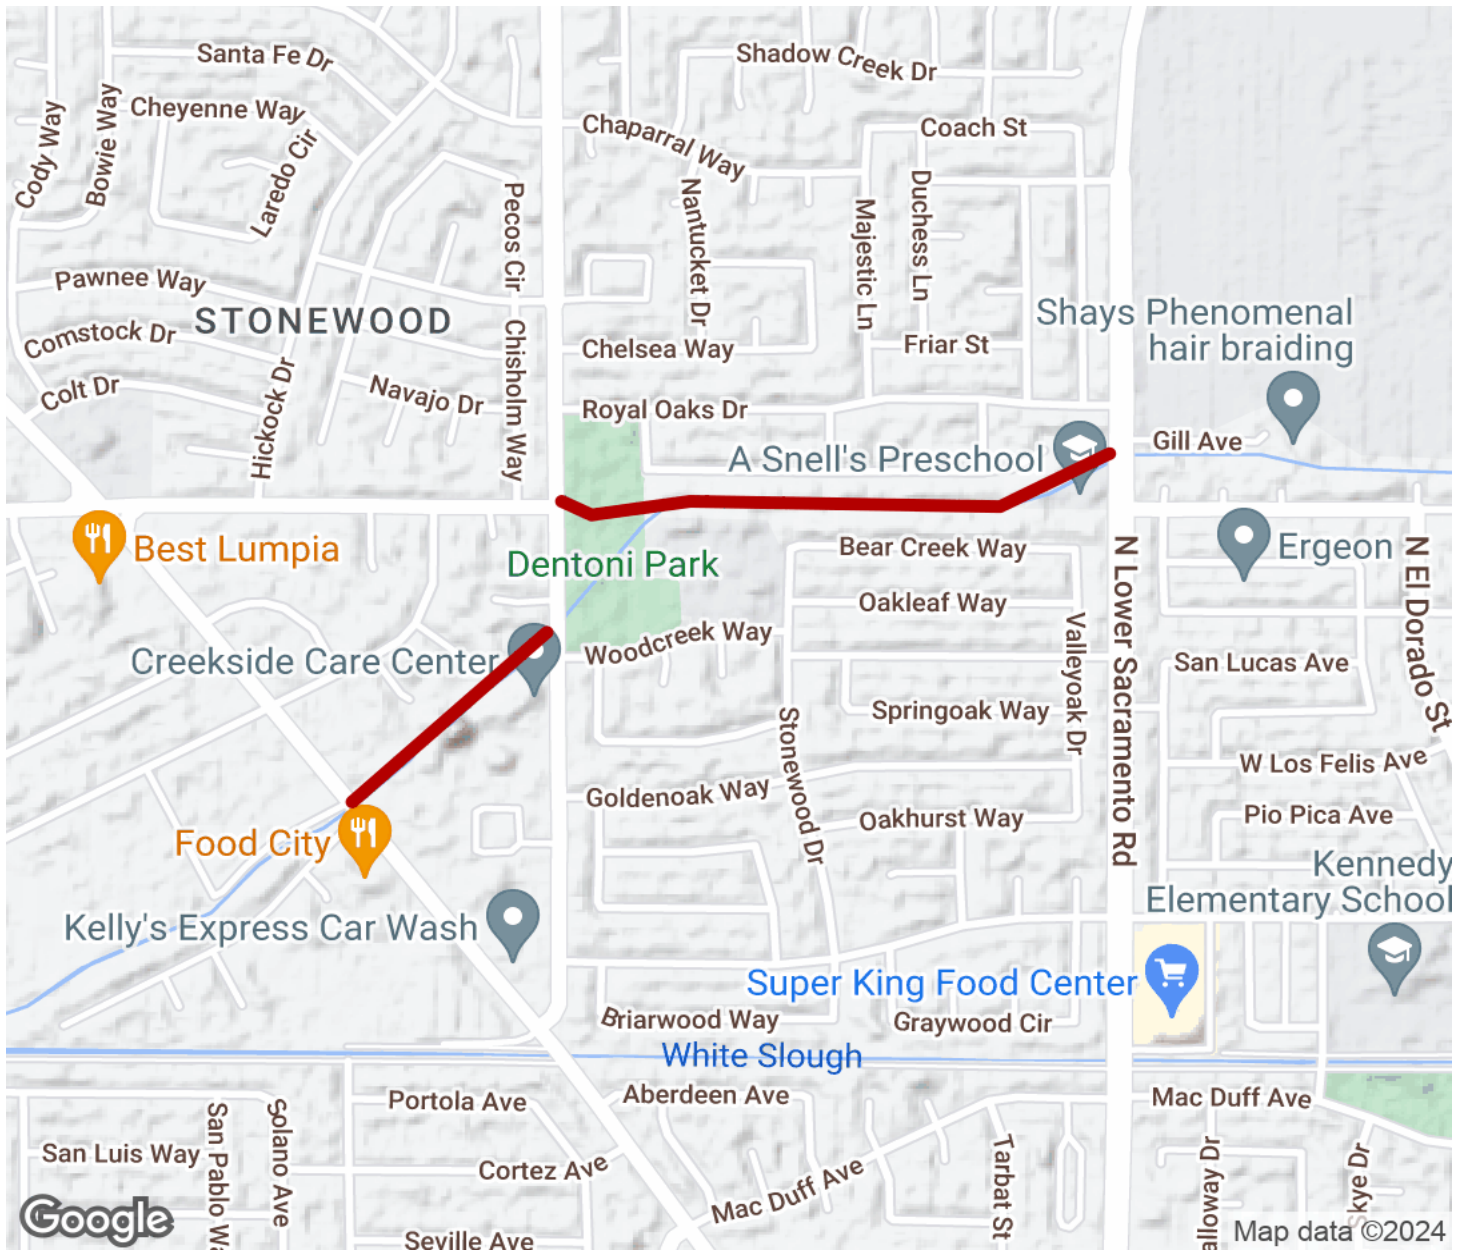 Santa Fe Dr
Shadow Creek Dr
Cheyenne Way
Cody Way
Bowie Way
Laredo Cir
Chaparral Way
Coach St
Pecos Cir
Nantucket Dr
Majestic Ln
Duchess Ln
Pawnee Way
STONEWOOD
Comstock Dr
Colt Dr
Hickock Dr
Navajo Dr
Chisholm Way
Chelsea Way
Friar St
Shays Phenomenal
hair braiding
Royal Oaks Dr
A Snell's Preschool
Gill Ave
Best Lumpia
Dentoni Park
Bear Creek Way
Ergeon
N Lower Sacramento Rd
N El Dorado St
Oakleaf Way
Valleyoak Dr
Creekside Care Center
Woodcreek Way
San Lucas Ave
Springoak Way
Stonewood Dr
W Los Felis Ave
Goldenoak Way
Oakhurst Way
Pio Pica Ave
Food City
Kennedy
Elementary School
Kelly's Express Car Wash
Super King Food Center
Briarwood Way
Graywood Cir
White Slough
Portola Ave
Aberdeen Ave
Mac Duff Ave
San Luis Way
San Pablo Wa
Solano Ave
Cortez Ave
Mac Duff Ave
Tarbat St
lloway Dr
Skye Dr
Seville Ave
Google
Map data ©2024